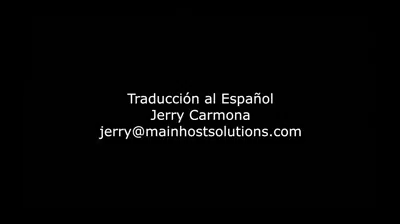 Traducción al Español
Jerry Carmona
jerry@mainhostsolutions.com